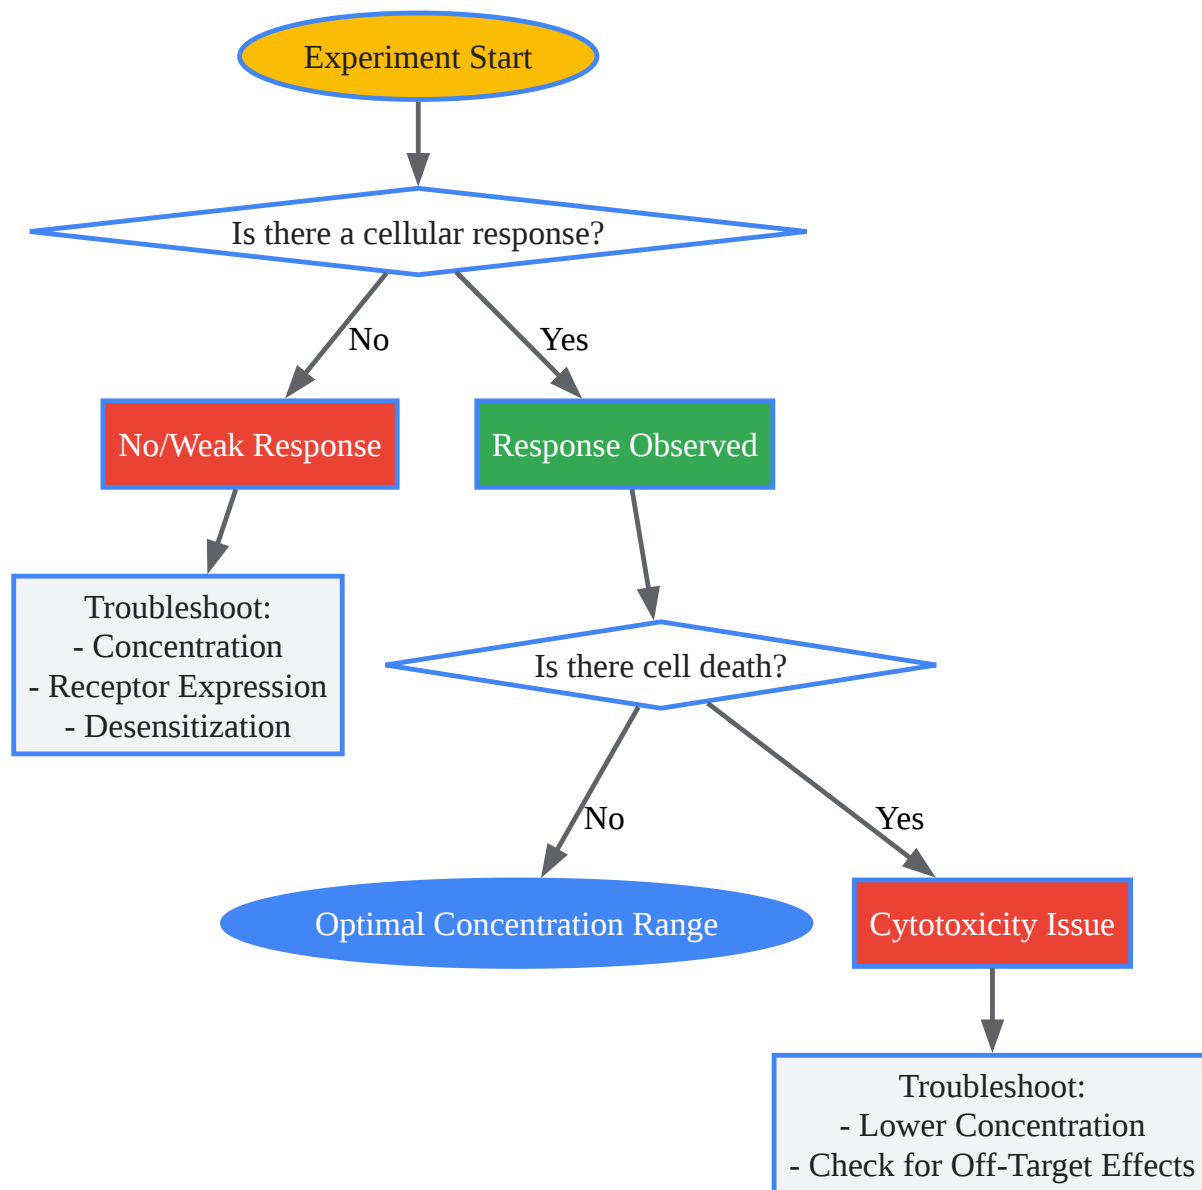 Experiment Start
Is there a cellular response?
No
Yes
No/Weak Response
Response Observed
Troubleshoot:
- Concentration
- Receptor Expression
- Desensitization
Is there cell death?
No
Yes
Optimal Concentration Range
Cytotoxicity Issue
Troubleshoot:
- Lower Concentration
- Check for Off-Target Effects